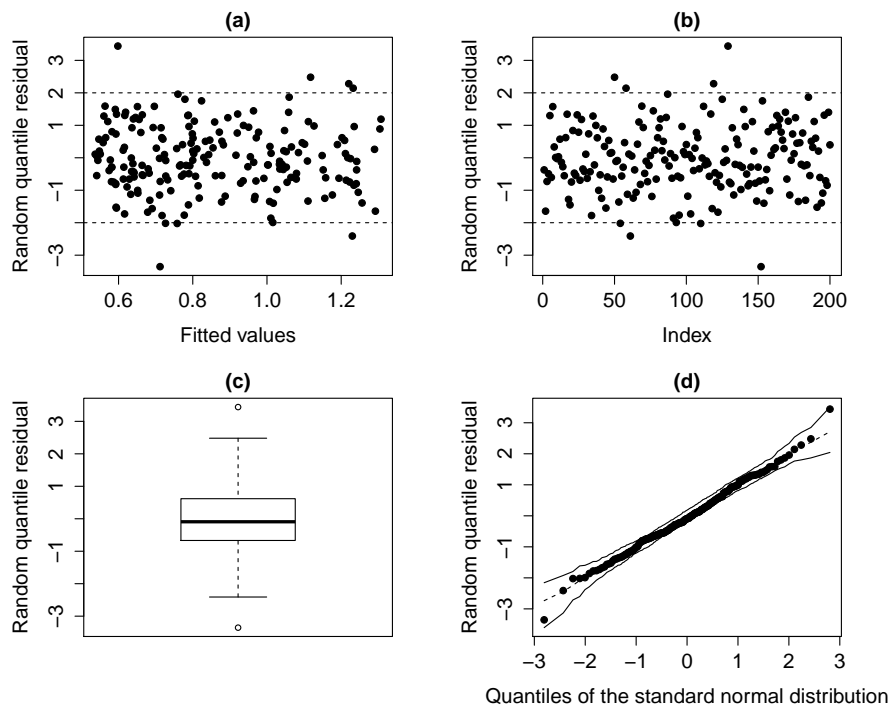 (a)
Random quantile residual
3
2
1
−1
−3
0.6 0.8 1.0 1.2
Fitted values
(b)
Random quantile residual
3
2
1
−1
−3
0 50 100 150 200
Index
(c)
Random quantile residual
3
1
−1
−3
(d)
Random quantile residual
3
1
−1
−3
−3 −2 −1 0 1 2 3
Quantiles of the standard normal distribution